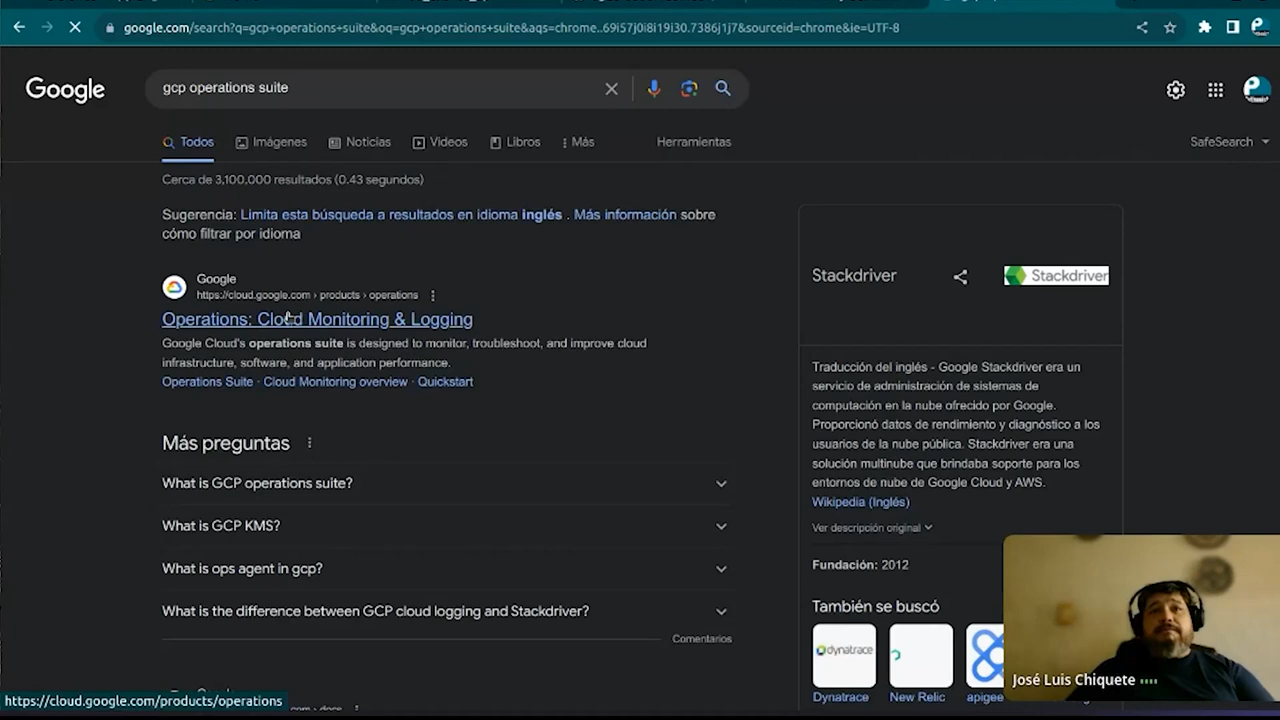 google.com/search?q=gcp+operations+suite&oq=gcp+operations+suite&aqs=chrome..69i57j0i8i19i30.7386j1j7&sourceid=chrome&ie=UTF-8
Google
gcp operations suite
Todos
Imágenes
Noticias
Videos
Libros
Más
Herramientas
SafeSearch
Cerca de 3,100,000 resultados (0.43 segundos)
Sugerencia: Limita esta búsqueda a resultados en idioma inglés . Más información sobre
cómo filtrar por idioma
Google
https://cloud.google.com › products › operations
Operations: Cloud Monitoring & Logging
Google Cloud's operations suite is designed to monitor, troubleshoot, and improve cloud
infrastructure, software, and application performance.
Operations Suite · Cloud Monitoring overview · Quickstart
Más preguntas
What is GCP operations suite?
What is GCP KMS?
What is ops agent in gcp?
What is the difference between GCP cloud logging and Stackdriver?
Comentarios
Stackdriver
Stackdriver
Traducción del inglés - Google Stackdriver era un
servicio de administración de sistemas de
computación en la nube ofrecido por Google.
Proporcionó datos de rendimiento y diagnóstico a los
usuarios de la nube pública. Stackdriver era una
solución multinube que brindaba soporte para los
entornos de nube de Google Cloud y AWS.
Wikipedia (Inglés)
Ver descripción original
Fundación: 2012
También se buscó
dynatrace
Dynatrace
New Relic
apigee
José Luis Chiquete
https://cloud.google.com/products/operations